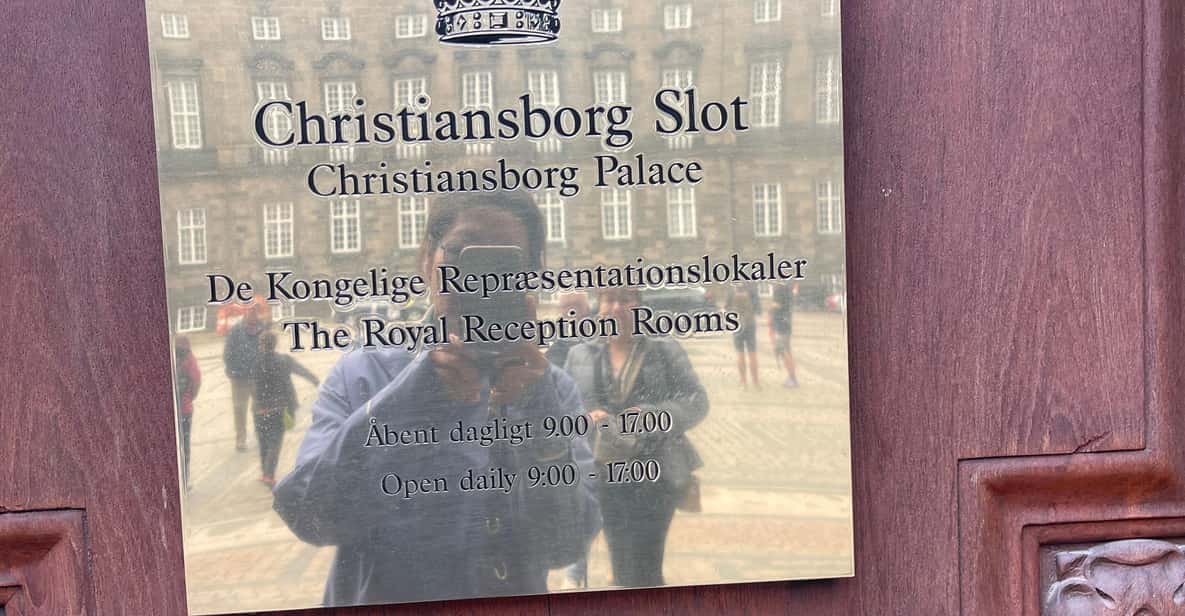 Christiansborg Slot
Christiansborg Palace
De Kongelige Repræsentationslokaler
The Royal Reception Rooms
Åbent dagligt 9.00 - 17.00
Open daily 9:00 - 17:00